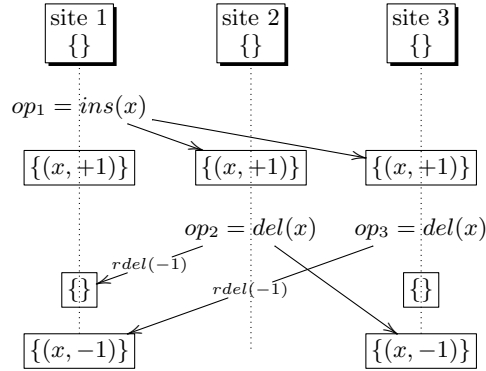 site 1 site 2 site 3
{} {} {}
op₁ = ins(x)
{(x, +1)} {(x, +1)} {(x, +1)}
op₂ = del(x) op₃ = del(x)
rdel(−1)
{} rdel(−1) {}
{(x, −1)} {(x, −1)}